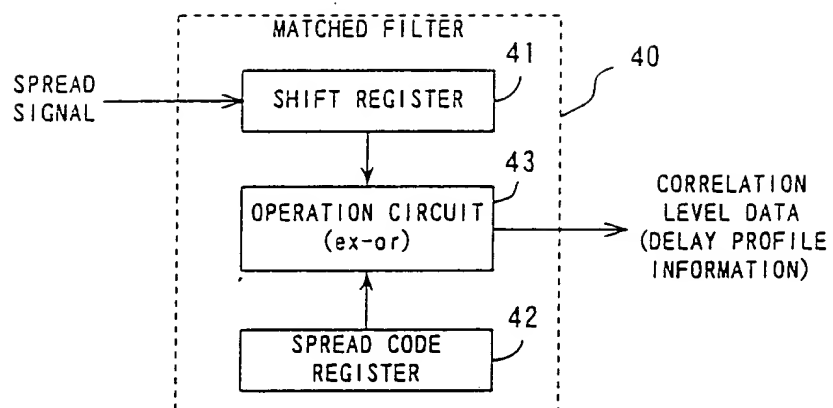 MATCHED FILTER
41
40
SPREAD
SIGNAL
SHIFT REGISTER
43
OPERATION CIRCUIT
(ex-or)
CORRELATION
LEVEL DATA
(DELAY PROFILE
INFORMATION)
42
SPREAD CODE
REGISTER